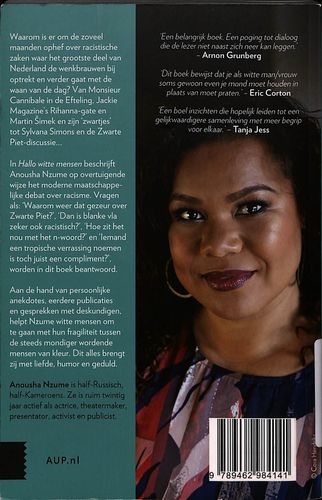 Waarom is er om de zoveel
maanden ophef over racistische
zaken waar het grootste deel van
Nederland de wenkbrauwen bij
optrekt en verder gaat met de
waan van de dag? Van Monsieur
Cannibale in de Efteling, Jackie
Magazine's Rihanna-gate en
Martin Šimek en zijn 'zwartjes'
tot Sylvana Simons en de Zwarte
Piet-discussie...
In Hallo witte mensen beschrijft
Anousha Nzume op overtuigende
wijze het moderne maatschappe-
lijke debat over racisme. Vragen
als: 'Waarom weer dat gezeur over
Zwarte Piet?', 'Dan is blanke vla
zeker ook racistisch?', 'Hoe zit het
nou met het n-woord?' en 'Iemand
een tropische verrassing noemen
is toch juist een compliment?',
worden in dit boek beantwoord.
Aan de hand van persoonlijke
anekdotes, eerdere publicaties
en gesprekken met deskundigen,
helpt Nzume witte mensen om
te gaan met hun fragiliteit tussen
de steeds mondiger wordende
mensen van kleur. Dit alles brengt
zij met liefde, humor en geduld.
Anousha Nzume is half-Russisch,
half-Kameroens. Ze is ruim twintig
jaar actief als actrice, theatermaker,
presentator, activist en publicist.
AUP.nl
'Een belangrijk boek. Een poging tot dialoog
die de lezer niet naast zich neer kan leggen.'
– Arnon Grunberg
'Dit boek bewijst dat je als witte man/vrouw
soms gewoon even je mond moet houden in
plaats van moet praten.' – Eric Corton
'Een boel inzichten die hopelijk leiden tot een
gelijkwaardigere samenleving met meer begrip
voor elkaar.' – Tanja Jess
9 789462 984141